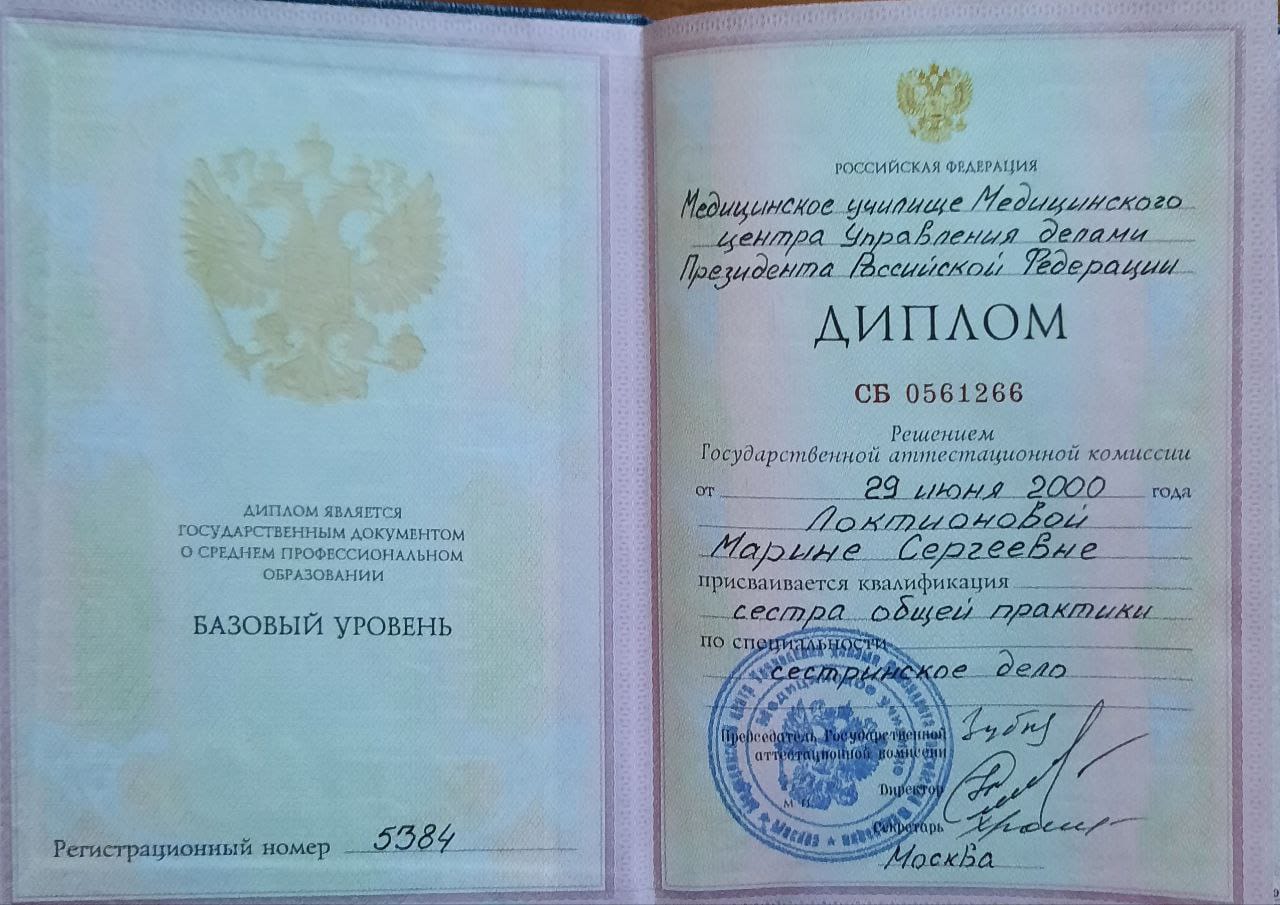 ДИПЛОМ ЯВЛЯЕТСЯ
ГОСУДАРСТВЕННЫМ ДОКУМЕНТОМ
О СРЕДНЕМ ПРОФЕССИОНАЛЬНОМ
ОБРАЗОВАНИИ
БАЗОВЫЙ УРОВЕНЬ
Регистрационный номер 5384
РОССИЙСКАЯ ФЕДЕРАЦИЯ
Медицинское училище Медицинского
центра Управления делами
Президента Российской Федерации
ДИПЛОМ
СБ 0561266
Решением
Государственной аттестационной комиссии
от 29 июня 2000 года
Локтионовой
Марине Сергеевне
присваивается квалификация
сестра общей практики
по специальности
сестринское дело
Председатель Государственной
аттестационной комиссии
Директор
М П
Секретарь
Москва